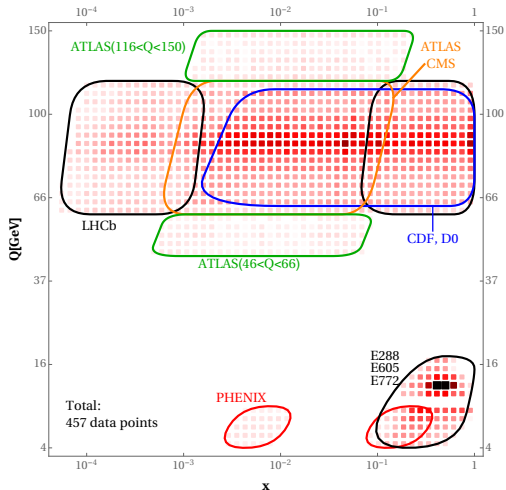 10⁻⁴ 10⁻³ 10⁻² 10⁻¹ 1
150 150
ATLAS(116<Q<150)
ATLAS
CMS
100 100
66 66
LHCb
CDF, D0
Q[GeV]
ATLAS(46<Q<66)
37 37
16 16
E288
E605
E772
PHENIX
Total:
457 data points
4 4
10⁻⁴ 10⁻³ 10⁻² 10⁻¹ 1
x